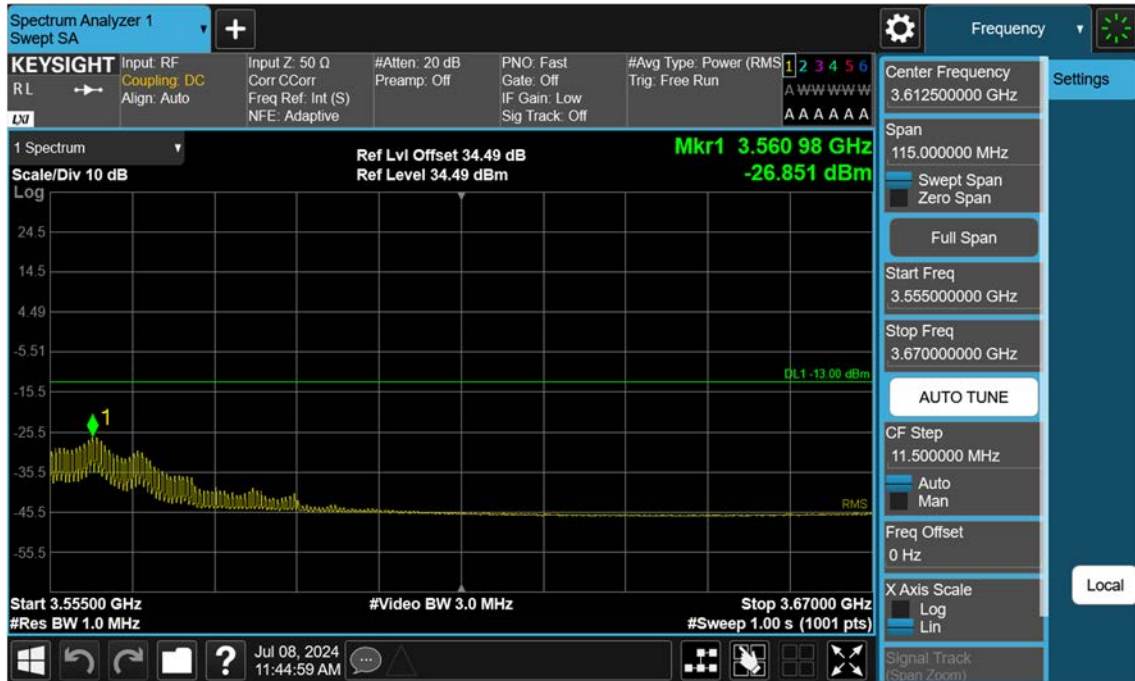 Spectrum Analyzer 1
Swept SA
+
Frequency
KEYSIGHT
RL
LXI
Input: RF
Coupling: DC
Align: Auto
Input Z: 50 Ω
Corr CCorr
Freq Ref: Int (S)
NFE: Adaptive
#Atten: 20 dB
Preamp: Off
PNO: Fast
Gate: Off
IF Gain: Low
Sig Track: Off
#Avg Type: Power (RMS
Trig: Free Run
1 2 3 4 5 6
A W W W W W
A A A A A A
1 Spectrum
Scale/Div 10 dB
Log
Ref Lvl Offset 34.49 dB
Ref Level 34.49 dBm
Mkr1 3.560 98 GHz
-26.851 dBm
24.5
14.5
4.49
-5.51
DL1 -13.00 dBm
-15.5
1
-25.5
-35.5
RMS
-45.5
-55.5
Start 3.55500 GHz
#Res BW 1.0 MHz
#Video BW 3.0 MHz
Stop 3.67000 GHz
#Sweep 1.00 s (1001 pts)
Center Frequency
3.612500000 GHz
Settings
Span
115.000000 MHz
Swept Span
Zero Span
Full Span
Start Freq
3.555000000 GHz
Stop Freq
3.670000000 GHz
AUTO TUNE
CF Step
11.500000 MHz
Auto
Man
Freq Offset
0 Hz
X Axis Scale
Log
Lin
Local
Signal Track
(Span Zoom)
?
Jul 08, 2024
11:44:59 AM